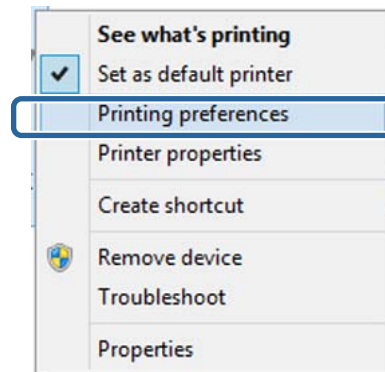 See what's printing
Set as default printer
Printing preferences
Printer properties
Create shortcut
Remove device
Troubleshoot
Properties